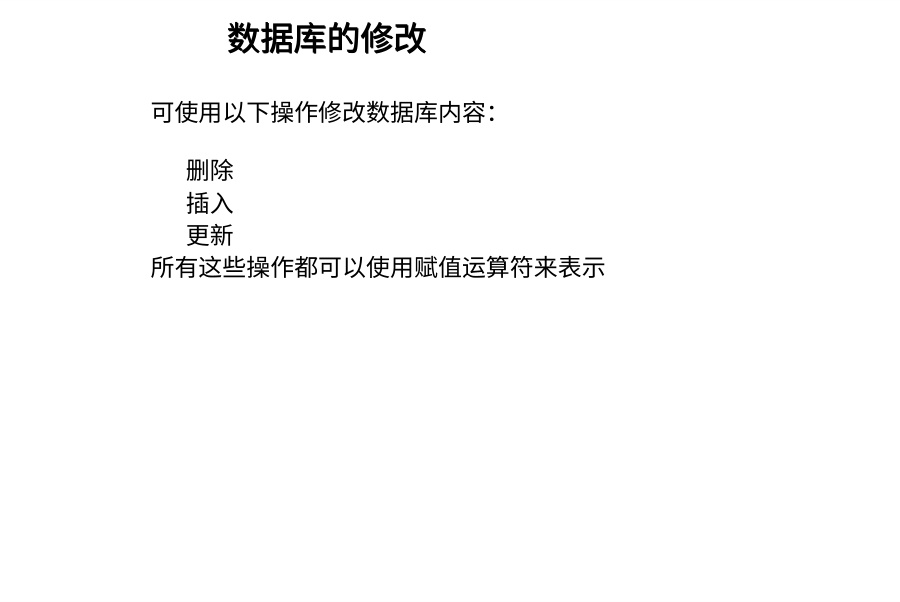 数据库的修改
可使用以下操作修改数据库内容：
删除
插入
更新
所有这些操作都可以使用赋值运算符来表示